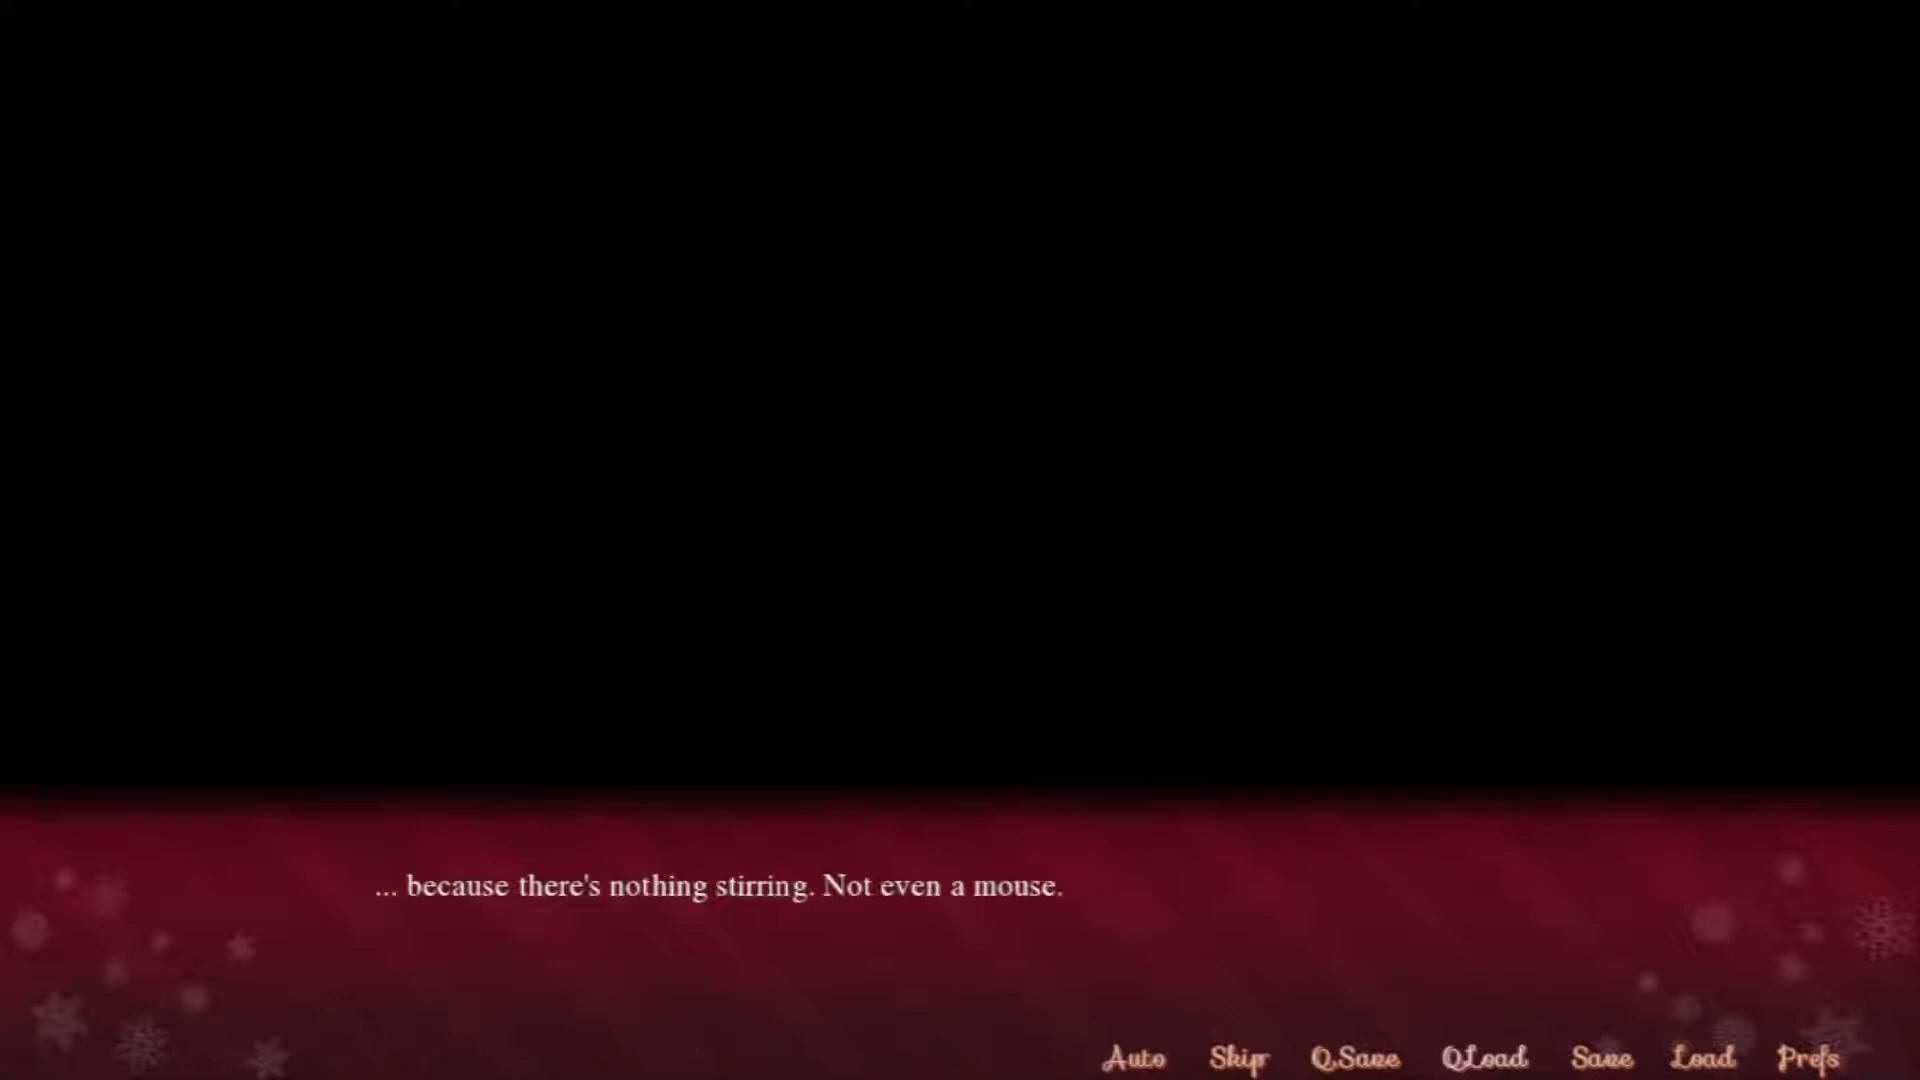 ... because there's nothing stirring. Not even a mouse.
Auto Skip Q.Save Q.Load Save Load Prefs